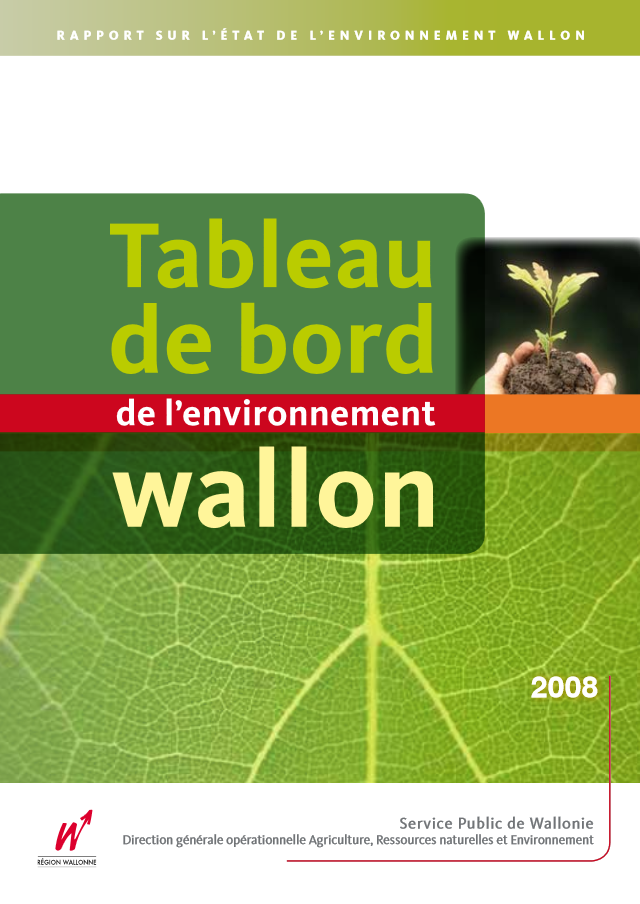 RAPPORT SUR L'ÉTAT DE L'ENVIRONNEMENT WALLON
Tableau
de bord
de l'environnement
wallon
2008
Service Public de Wallonie
Direction générale opérationnelle Agriculture, Ressources naturelles et Environnement
W
RÉGION WALLONNE